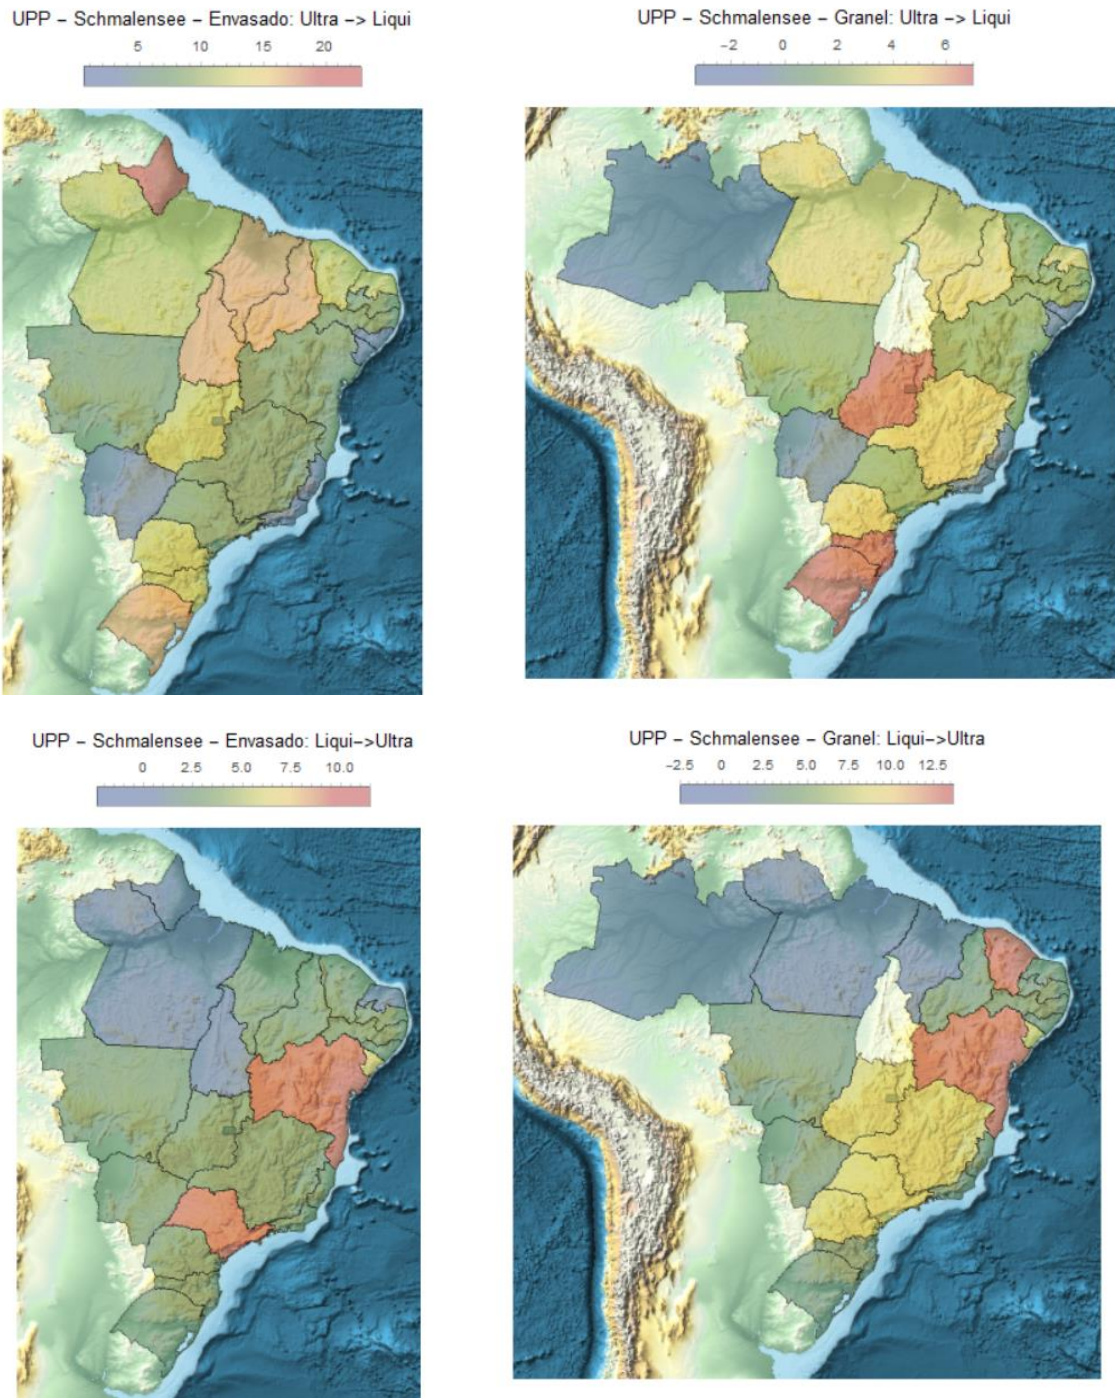 UPP – Schmalensee – Envasado: Ultra –> Liqui
5 10 15 20
UPP – Schmalensee – Granel: Ultra –> Liqui
−2 0 2 4 6
UPP – Schmalensee – Envasado: Liqui–>Ultra
0 2.5 5.0 7.5 10.0
UPP – Schmalensee – Granel: Liqui–>Ultra
−2.5 0 2.5 5.0 7.5 10.0 12.5